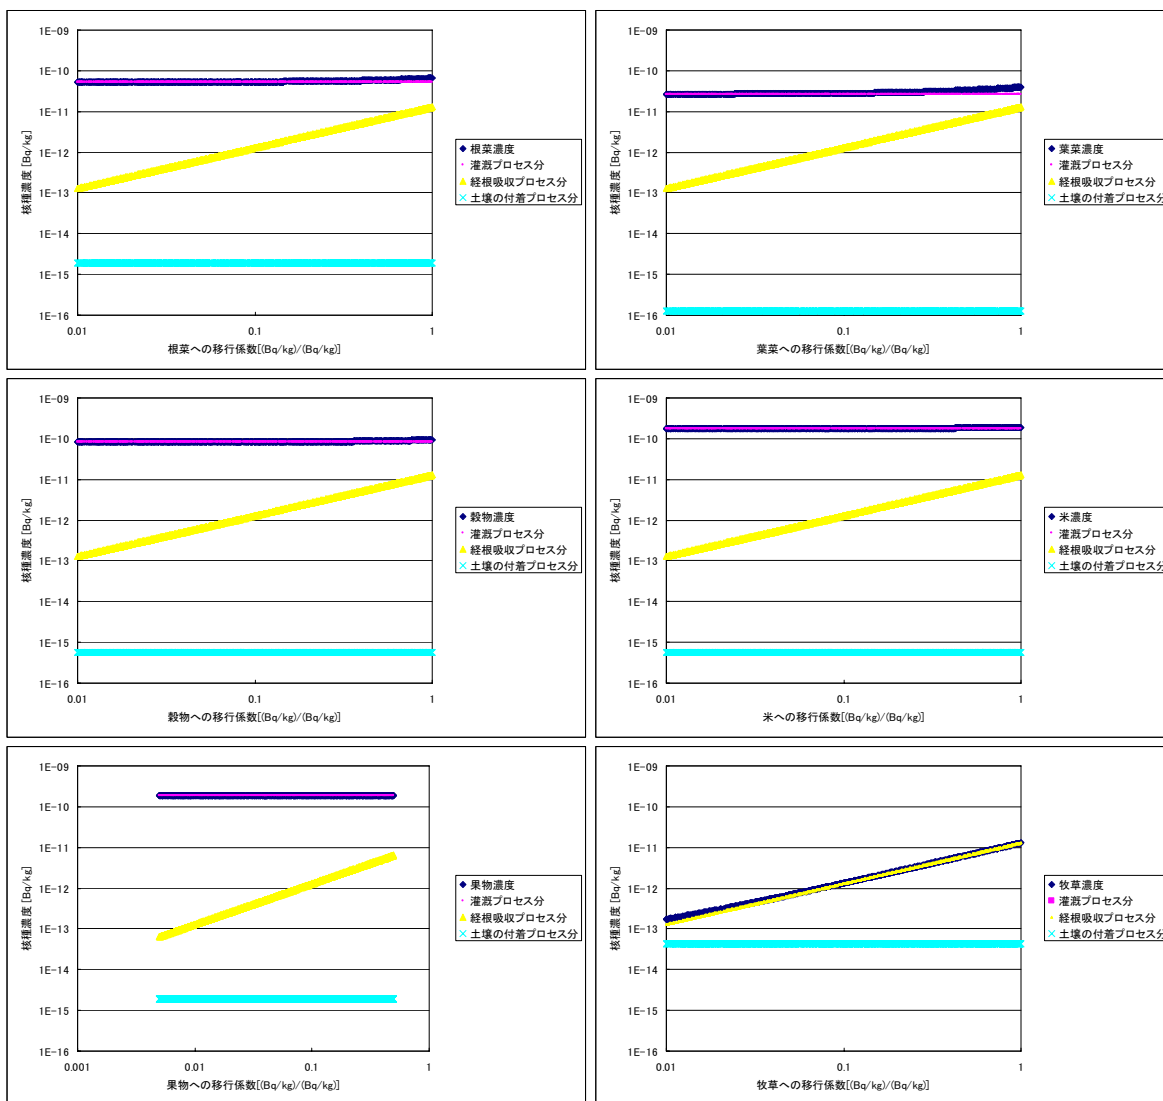 1E-09
1E-10
1E-11
1E-12
1E-13
1E-14
1E-15
1E-16
核種濃度[Bq/kg]
0.01
0.1
1
根菜への移行係数[(Bq/kg)/(Bq/kg)]
根菜濃度
灌漑プロセス分
経根吸収プロセス分
土壌の付着プロセス分
1E-09
1E-10
1E-11
1E-12
1E-13
1E-14
1E-15
1E-16
核種濃度[Bq/kg]
0.01
0.1
1
葉菜への移行係数[(Bq/kg)/(Bq/kg)]
葉菜濃度
灌漑プロセス分
経根吸収プロセス分
土壌の付着プロセス分
1E-09
1E-10
1E-11
1E-12
1E-13
1E-14
1E-15
1E-16
核種濃度[Bq/kg]
0.01
0.1
1
穀物への移行係数[(Bq/kg)/(Bq/kg)]
穀物濃度
灌漑プロセス分
経根吸収プロセス分
土壌の付着プロセス分
1E-09
1E-10
1E-11
1E-12
1E-13
1E-14
1E-15
1E-16
核種濃度[Bq/kg]
0.01
0.1
1
米への移行係数[(Bq/kg)/(Bq/kg)]
米濃度
灌漑プロセス分
経根吸収プロセス分
土壌の付着プロセス分
1E-09
1E-10
1E-11
1E-12
1E-13
1E-14
1E-15
1E-16
核種濃度[Bq/kg]
0.001
0.01
0.1
1
果物への移行係数[(Bq/kg)/(Bq/kg)]
果物濃度
灌漑プロセス分
経根吸収プロセス分
土壌の付着プロセス分
1E-09
1E-10
1E-11
1E-12
1E-13
1E-14
1E-15
1E-16
核種濃度[Bq/kg]
0.01
0.1
1
牧草への移行係数[(Bq/kg)/(Bq/kg)]
牧草濃度
灌漑プロセス分
経根吸収プロセス分
土壌の付着プロセス分